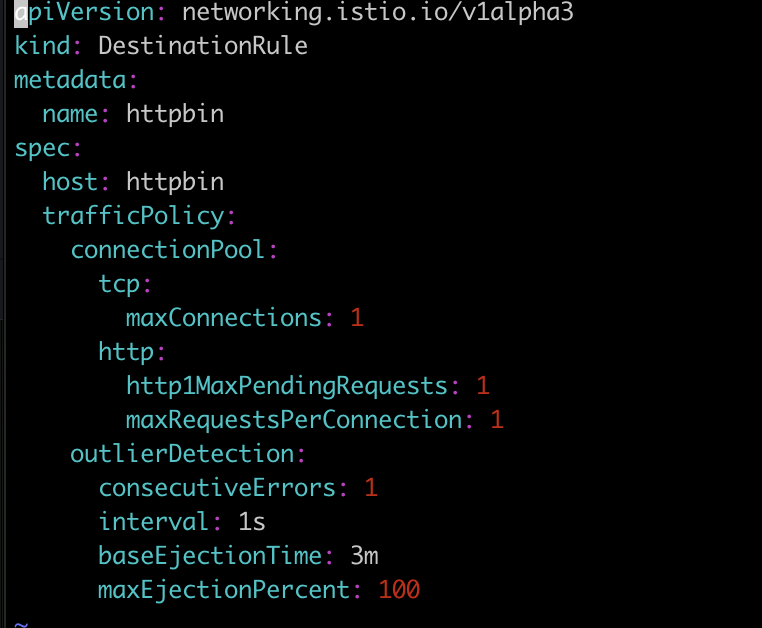 apiVersion: networking.istio.io/v1alpha3
kind: DestinationRule
metadata:
  name: httpbin
spec:
  host: httpbin
  trafficPolicy:
    connectionPool:
      tcp:
        maxConnections: 1
      http:
        http1MaxPendingRequests: 1
        maxRequestsPerConnection: 1
    outlierDetection:
      consecutiveErrors: 1
      interval: 1s
      baseEjectionTime: 3m
      maxEjectionPercent: 100
~